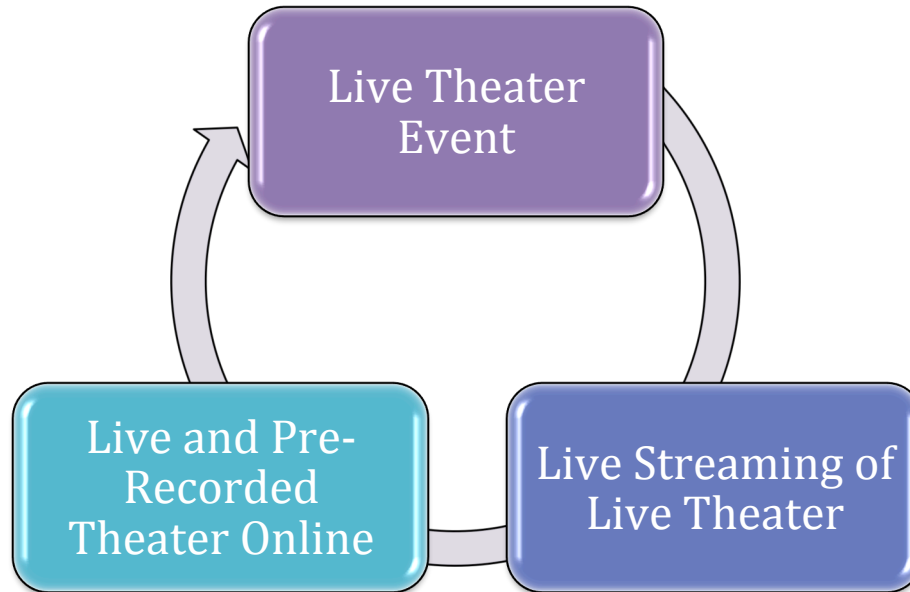 Live Theater
Event
Live and Pre-
Recorded
Theater Online
Live Streaming of
Live Theater